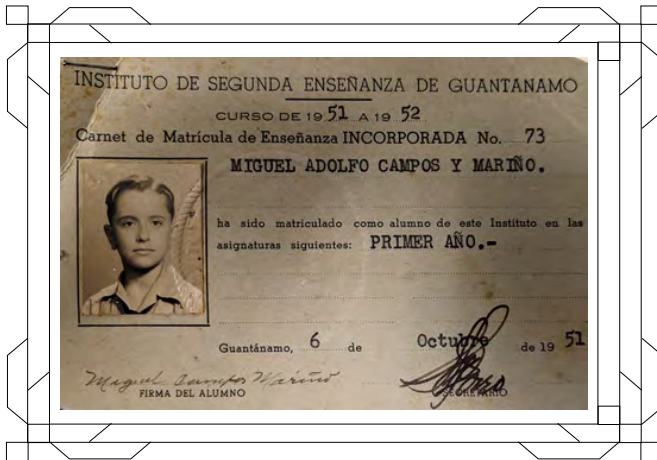 INSTITUTO DE SEGUNDA ENSEÑANZA DE GUANTANAMO
CURSO DE 1951 A 1952
Carnet de Matrícula de Enseñanza INCORPORADA No. 73
MIGUEL ADOLFO CAMPOS Y MARIÑO.
ha sido matriculado como alumno de este Instituto en las
asignaturas siguientes: PRIMER AÑO.-
Guantánamo, 6 de Octubre de 1951
Miguel Campos Mariño
FIRMA DEL ALUMNO SECRETARIO